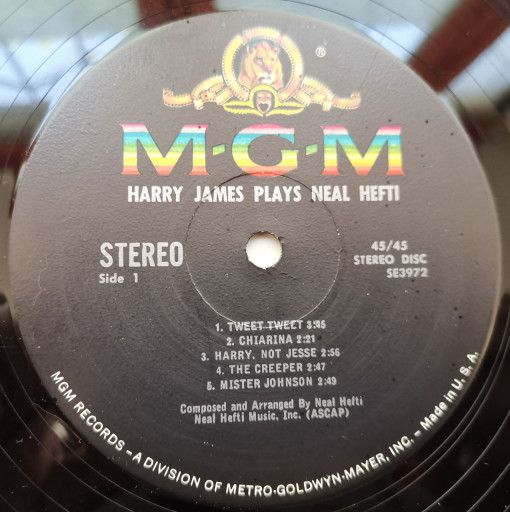 ®
M-G-M
HARRY JAMES PLAYS NEAL HEFTI
STEREO
Side 1
45/45
STEREO DISC
SE3972
1. TWEET TWEET 3:45
2. CHIARINA 2:21
3. HARRY, NOT JESSE 2:56
4. THE CREEPER 2:47
5. MISTER JOHNSON 2:49
Composed and Arranged By Neal Hefti
Neal Hefti Music, Inc. (ASCAP)
MGM RECORDS – A DIVISION OF METRO-GOLDWYN-MAYER, INC. – Made in U. S. A.